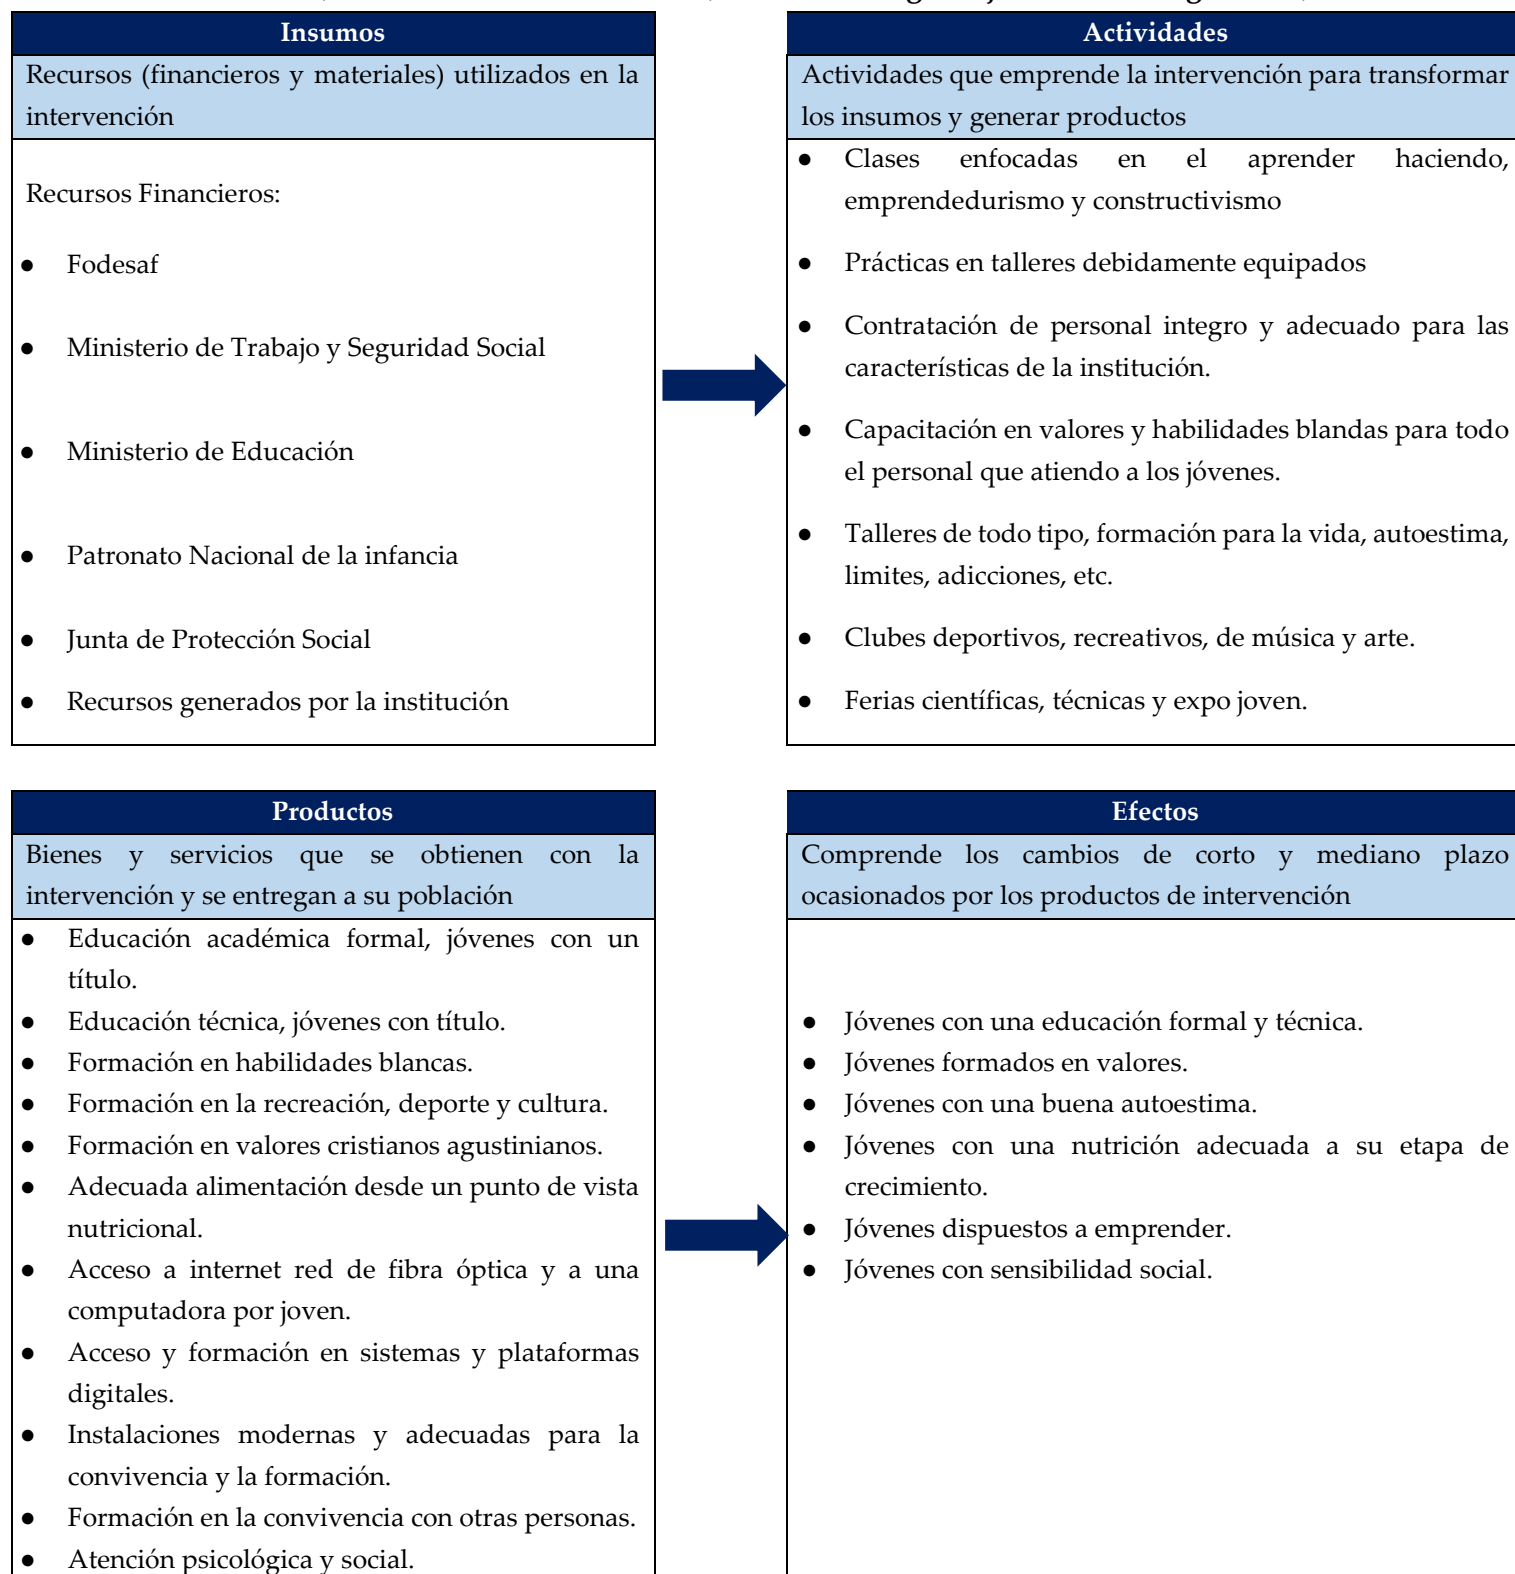 Insumos
Recursos (financieros y materiales) utilizados en la
intervención
Recursos Financieros:
● Fodesaf
● Ministerio de Trabajo y Seguridad Social
● Ministerio de Educación
● Patronato Nacional de la infancia
● Junta de Protección Social
● Recursos generados por la institución
Actividades
Actividades que emprende la intervención para transformar
los insumos y generar productos
● Clases enfocadas en el aprender haciendo,
emprendedurismo y constructivismo
● Prácticas en talleres debidamente equipados
● Contratación de personal integro y adecuado para las
características de la institución.
● Capacitación en valores y habilidades blandas para todo
el personal que atiendo a los jóvenes.
● Talleres de todo tipo, formación para la vida, autoestima,
limites, adicciones, etc.
● Clubes deportivos, recreativos, de música y arte.
● Ferias científicas, técnicas y expo joven.
Productos
Bienes y servicios que se obtienen con la
intervención y se entregan a su población
● Educación académica formal, jóvenes con un
título.
● Educación técnica, jóvenes con título.
● Formación en habilidades blancas.
● Formación en la recreación, deporte y cultura.
● Formación en valores cristianos agustinianos.
● Adecuada alimentación desde un punto de vista
nutricional.
● Acceso a internet red de fibra óptica y a una
computadora por joven.
● Acceso y formación en sistemas y plataformas
digitales.
● Instalaciones modernas y adecuadas para la
convivencia y la formación.
● Formación en la convivencia con otras personas.
● Atención psicológica y social.
Efectos
Comprende los cambios de corto y mediano plazo
ocasionados por los productos de intervención
● Jóvenes con una educación formal y técnica.
● Jóvenes formados en valores.
● Jóvenes con una buena autoestima.
● Jóvenes con una nutrición adecuada a su etapa de
crecimiento.
● Jóvenes dispuestos a emprender.
● Jóvenes con sensibilidad social.